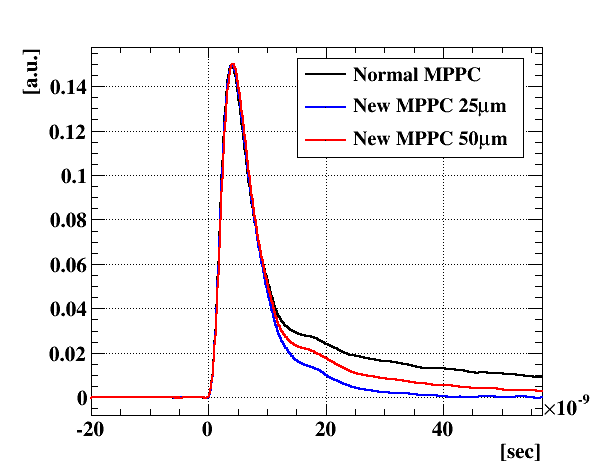 [a.u.]
Normal MPPC
New MPPC 25μm
New MPPC 50μm
0.14
0.12
0.1
0.08
0.06
0.04
0.02
0
-20 0 20 40 ×10⁻⁹
[sec]